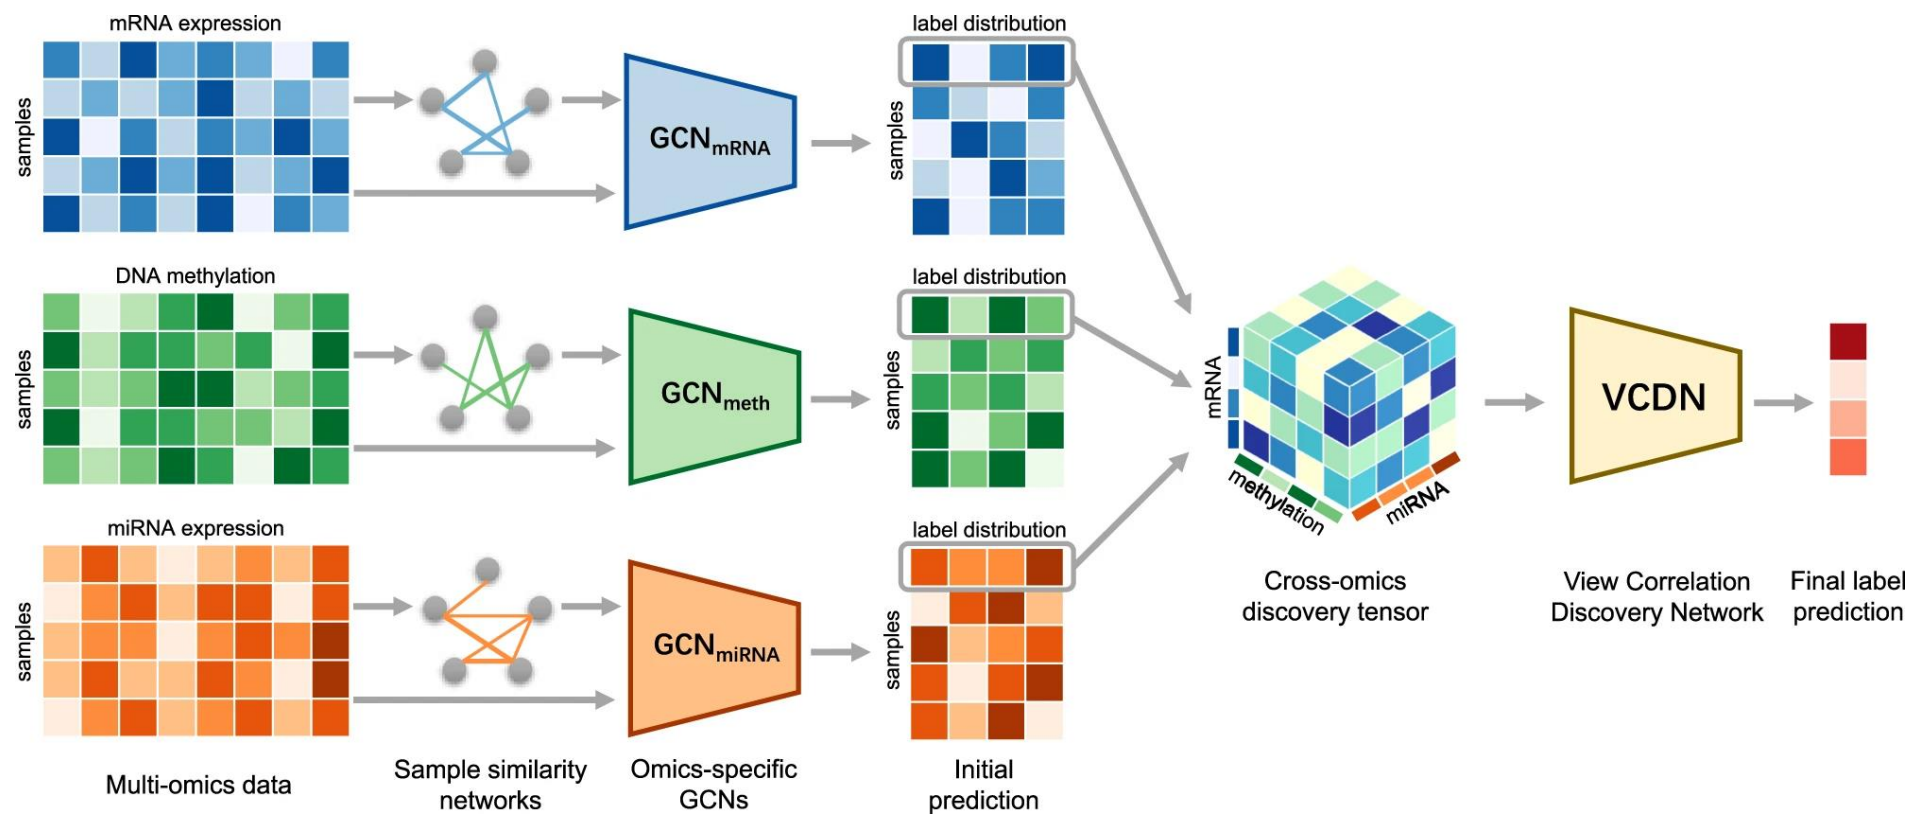 mRNA expression
samples
GCNmRNA
label distribution
samples
DNA methylation
samples
GCNmeth
label distribution
samples
miRNA expression
samples
GCNmiRNA
label distribution
samples
mRNA
methylation
miRNA
VCDN
Multi-omics data
Sample similarity
networks
Omics-specific
GCNs
Initial
prediction
Cross-omics
discovery tensor
View Correlation
Discovery Network
Final label
prediction